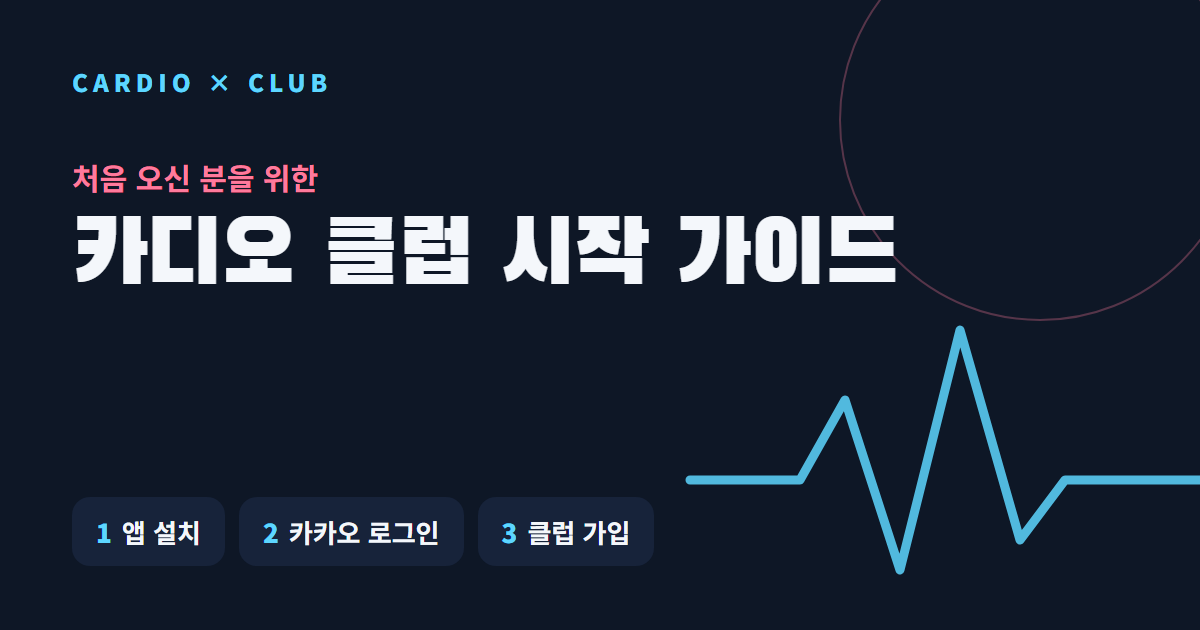 CARDIO × CLUB
처음 오신 분을 위한
카디오 클럽 시작 가이드
1 앱 설치
2 카카오 로그인
3 클럽 가입